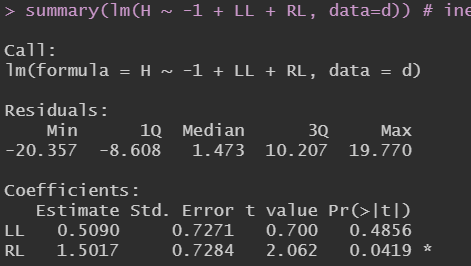 > summary(lm(H ~ -1 + LL + RL, data=d)) # ine
Call:
lm(formula = H ~ -1 + LL + RL, data = d)
Residuals:
    Min      1Q  Median      3Q     Max
-20.357  -8.608   1.473  10.207  19.770
Coefficients:
   Estimate Std. Error t value Pr(>|t|)
LL   0.5090     0.7271   0.700   0.4856
RL   1.5017     0.7284   2.062   0.0419 *